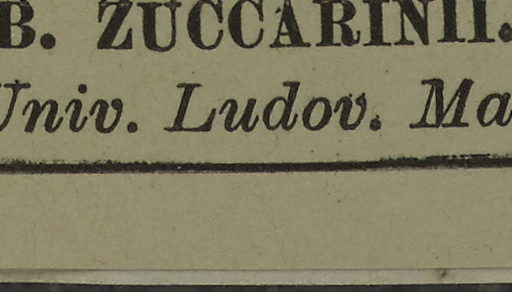 B. ZUCCARINII.
Univ. Ludov. Ma